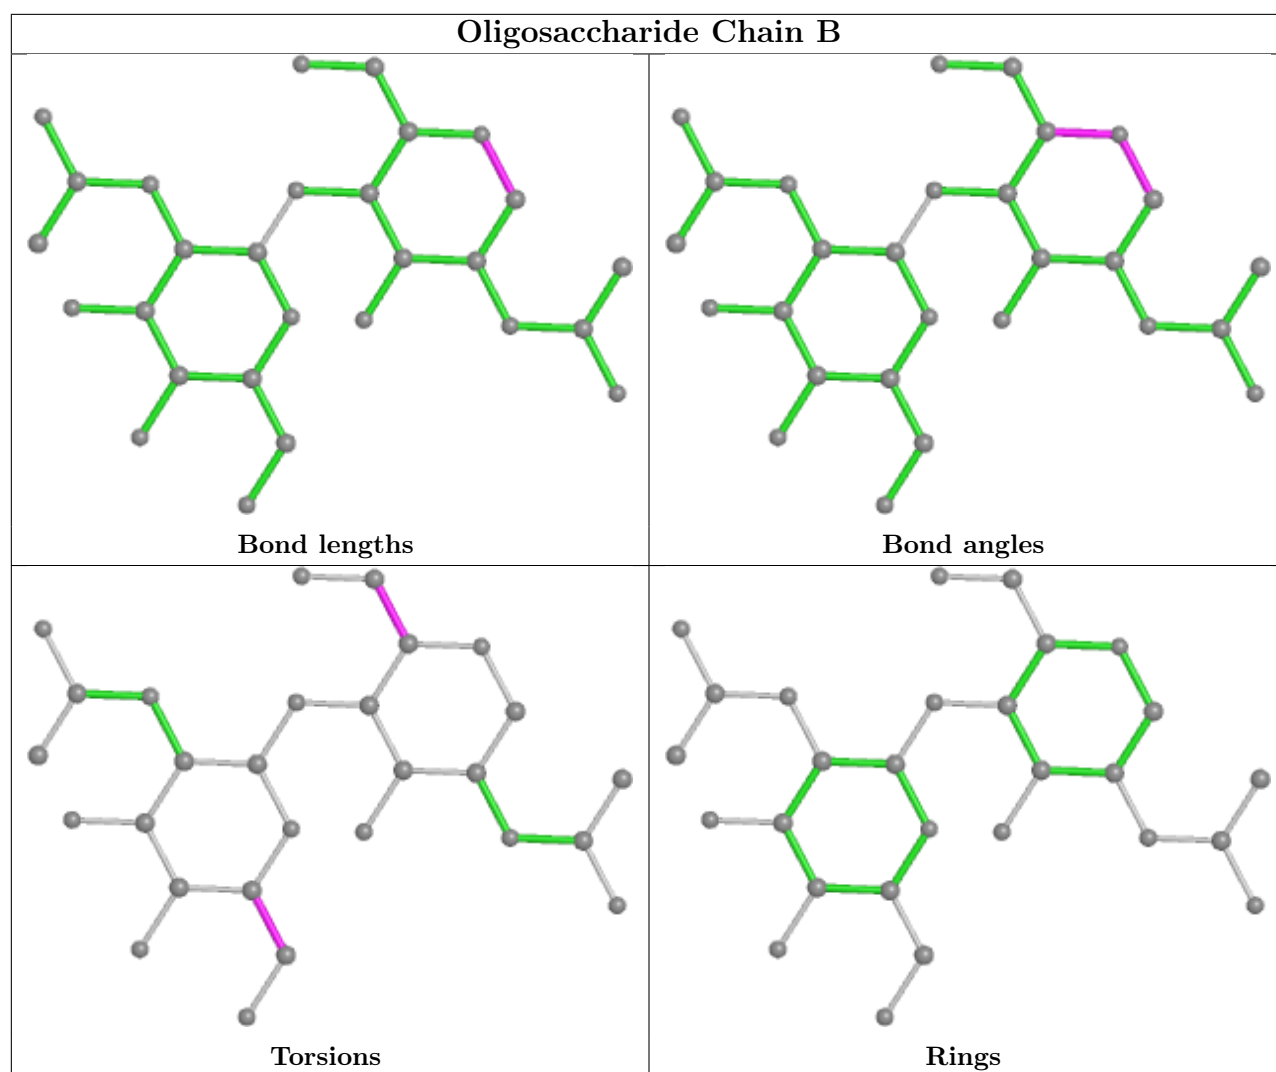 Oligosaccharide Chain B
Bond lengths
Bond angles
Torsions
Rings